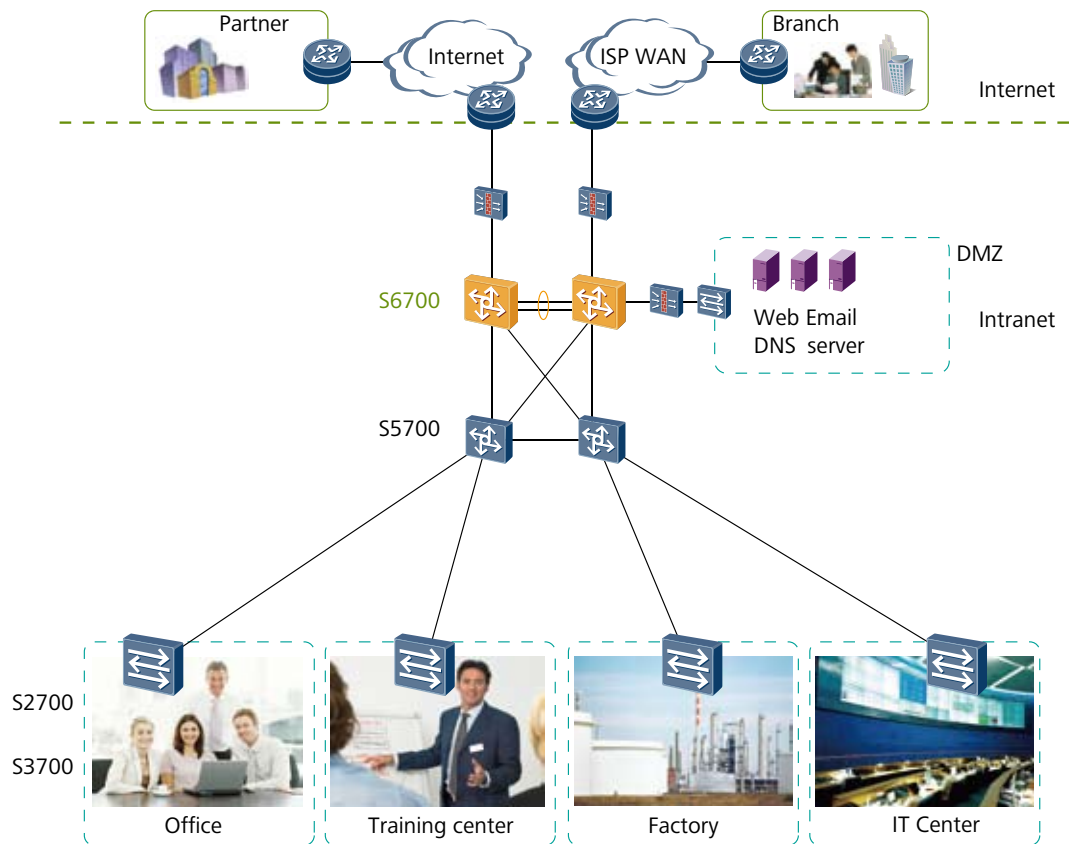 Partner
Internet
ISP WAN
Branch
Internet
S6700
DMZ
Web Email
DNS server
Intranet
S5700
S2700
S3700
Office
Training center
Factory
IT Center